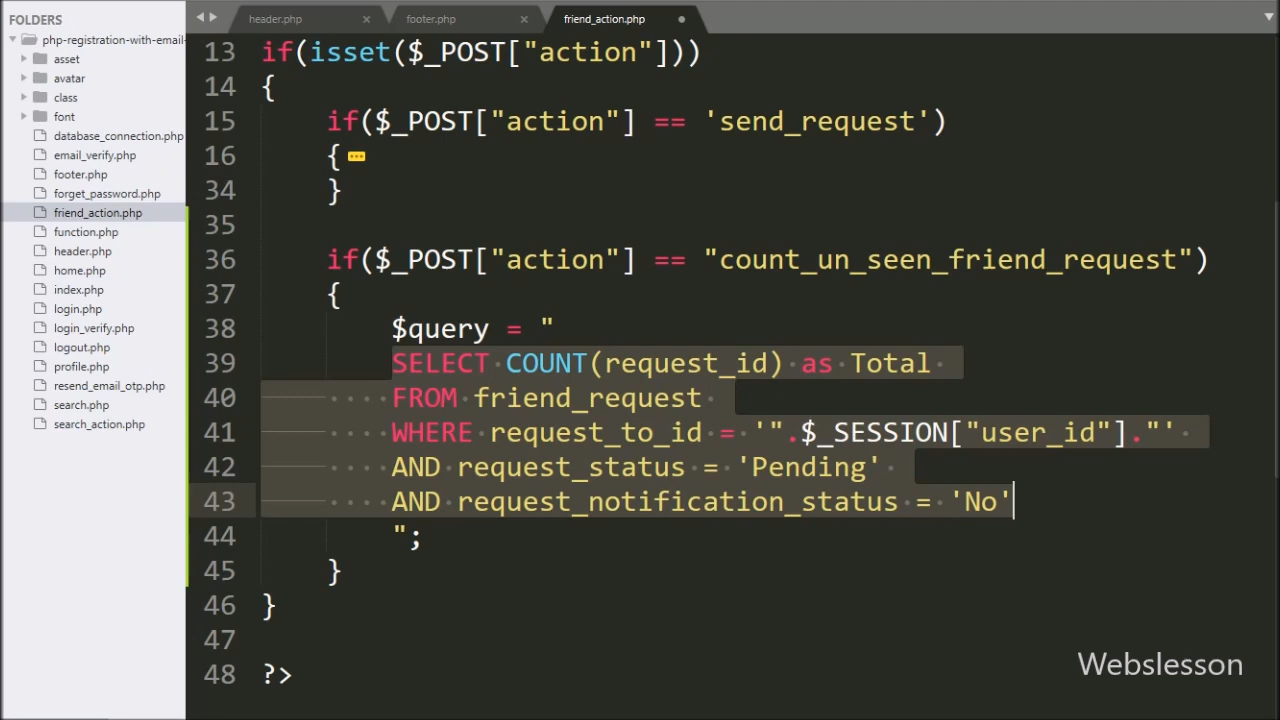 FOLDERS
php-registration-with-email-
asset
avatar
class
font
database_connection.php
email_verify.php
footer.php
forget_password.php
friend_action.php
function.php
header.php
home.php
index.php
login.php
login_verify.php
logout.php
profile.php
resend_email_otp.php
search.php
search_action.php
header.php × footer.php × friend_action.php
13 if(isset($_POST["action"]))
14 {
15 if($_POST["action"] == 'send_request')
16 {
34 }
35
36 if($_POST["action"] == "count_un_seen_friend_request")
37 {
38 $query = "
39 SELECT COUNT(request_id) as Total
40 FROM friend_request
41 WHERE request_to_id = '".$_SESSION["user_id"]."'
42 AND request_status = 'Pending'
43 AND request_notification_status = 'No'
44 ";
45 }
46 }
47
48 ?>
Webslesson